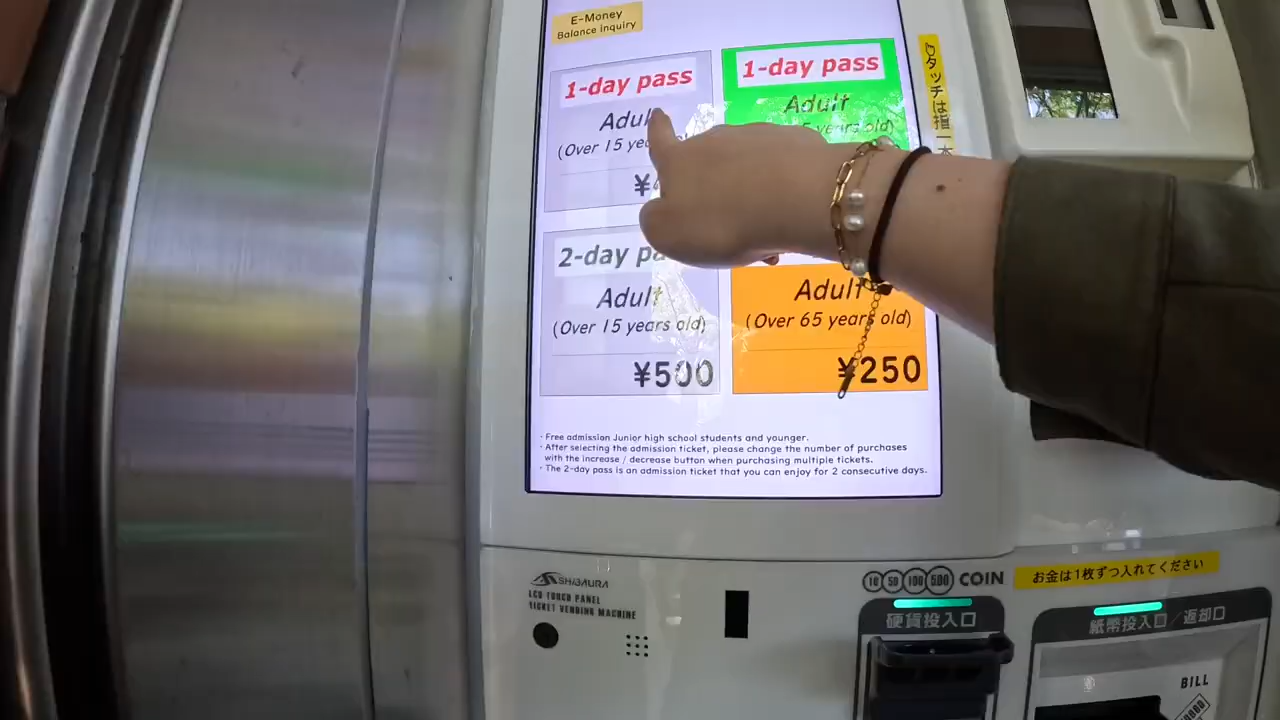 E-Money
Balance inquiry
1-day pass
Adult
(Over 15
¥
1-day pass
Adult
years old)
2-day
Adult
(Over 15 years old)
¥500
Adult
(Over 65 years old)
¥250
タッチは指一本
· Free admission Junior high school students and younger.
· After selecting the admission ticket, please change the number of purchases
with the increase / decrease button when purchasing multiple tickets.
· The 2-day pass is an admission ticket that you can enjoy for 2 consecutive days.
SHIBAURA
LCD TOUCH PANEL
TICKET VENDING MACHINE
10 50 100 500 COIN
硬貨投入口
お金は1枚ずつ入れてください
紙幣投入口／返却口
BILL